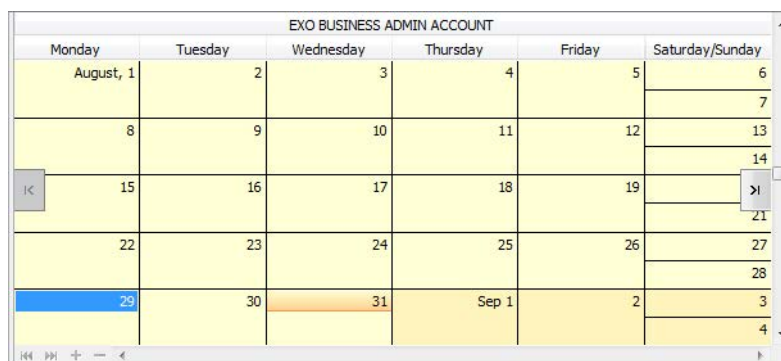 EXO BUSINESS ADMIN ACCOUNT
Monday Tuesday Wednesday Thursday Friday Saturday/Sunday
August, 1 2 3 4 5 6
7
8 9 10 11 12 13
14
15 16 17 18 19
21
22 23 24 25 26 27
28
29 30 31 Sep 1 2 3
4